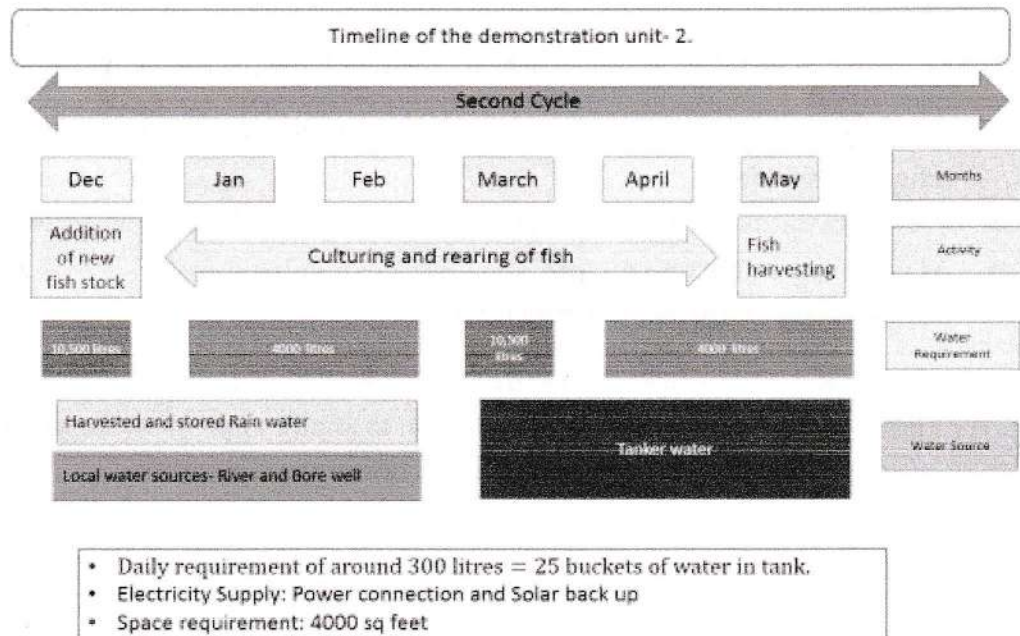 Timeline of the demonstration unit- 2.
Second Cycle
Dec
Jan
Feb
March
April
May
Months
Addition
of new
fish stock
Culturing and rearing of fish
Fish
harvesting
Activity
10,500 litres
4000 litres
10,500
litres
4000 litres
Water
Requirement
Harvested and stored Rain water
Local water sources- River and Bore well
Tanker water
Water Source
• Daily requirement of around 300 litres = 25 buckets of water in tank.
• Electricity Supply: Power connection and Solar back up
• Space requirement: 4000 sq feet